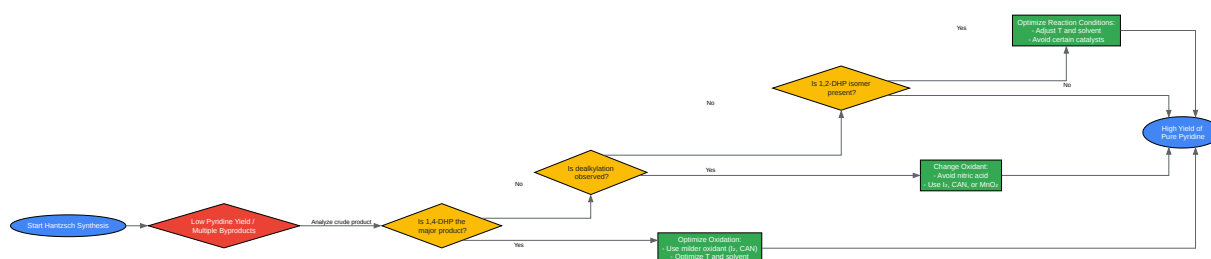 Start Hantzsch Synthesis
Low Pyridine Yield /
Multiple Byproducts
Analyze crude product
Is 1,4-DHP the
major product?
Yes
Optimize Oxidation:
- Use milder oxidant (I₂, CAN)
- Optimize T and solvent
No
Is dealkylation
observed?
Yes
Change Oxidant:
- Avoid nitric acid
- Use I₂, CAN, or MnO₂
No
Is 1,2-DHP isomer
present?
Yes
Optimize Reaction Conditions:
- Adjust T and solvent
- Avoid certain catalysts
No
High Yield of
Pure Pyridine